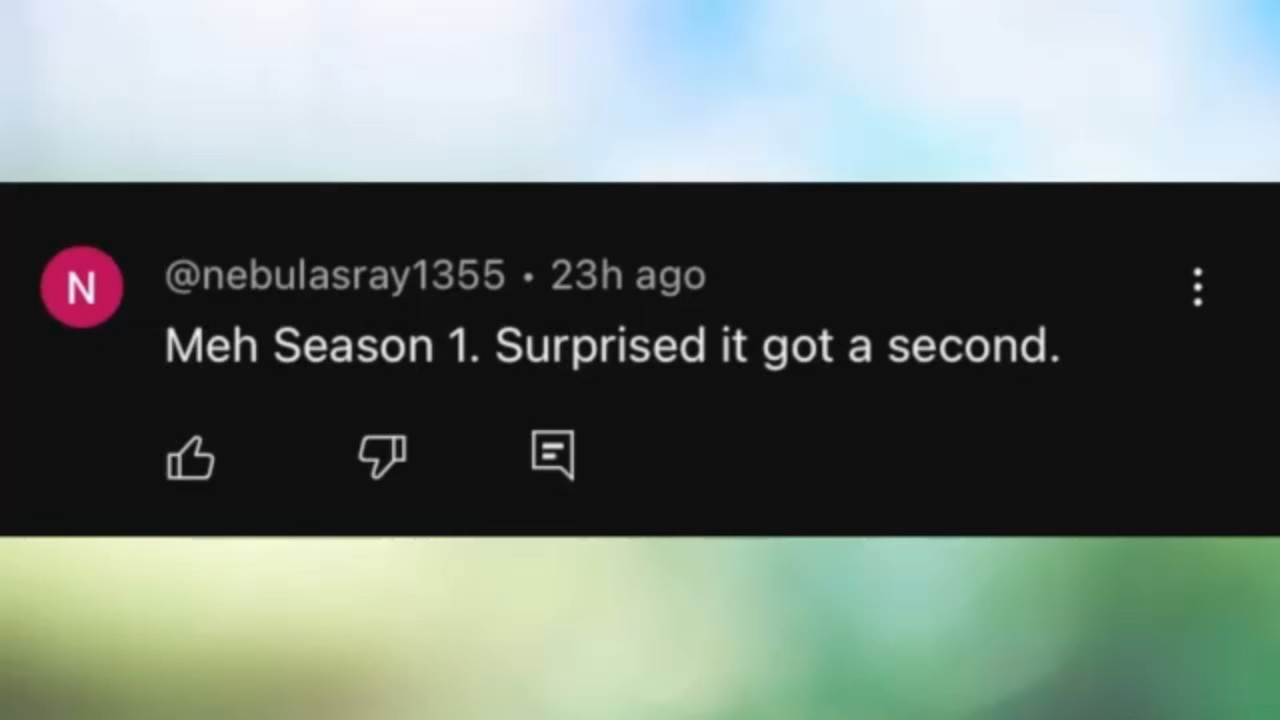 N
@nebulasray1355 • 23h ago
Meh Season 1. Surprised it got a second.